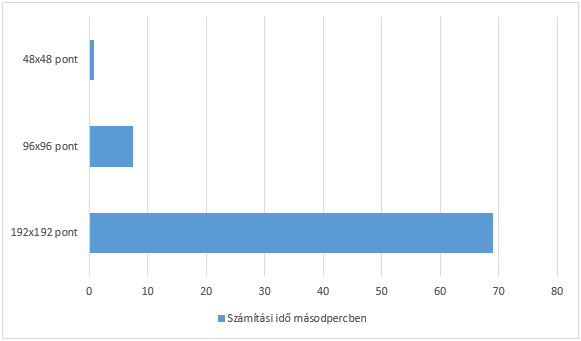 48x48 pont
96x96 pont
192x192 pont
0 10 20 30 40 50 60 70 80
Számítási idő másodpercben